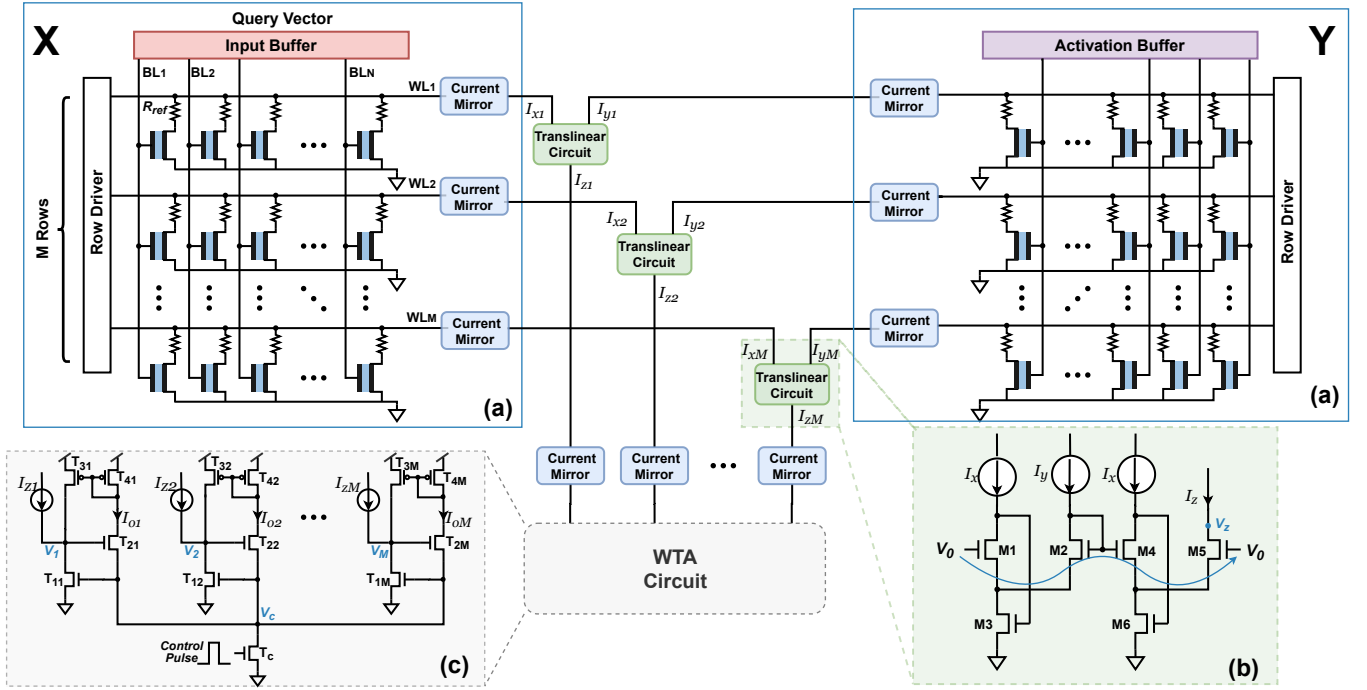 X
Query Vector
Input Buffer
BL1
BL2
BLN
Rref
WL1
WL2
WLM
M Rows
Row Driver
Current
Mirror
Current
Mirror
Current
Mirror
(a)
Ix1
Iy1
Translinear
Circuit
Iz1
Ix2
Iy2
Translinear
Circuit
Iz2
IxM
IyM
Translinear
Circuit
IzM
Y
Activation Buffer
Current
Mirror
Current
Mirror
Current
Mirror
Row Driver
(a)
Current
Mirror
Current
Mirror
Current
Mirror
WTA
Circuit
T31
T41
IZ1
Io1
V1
T21
T11
T32
T42
IZ2
Io2
V2
T22
T12
T3M
T4M
IzM
IoM
VM
T2M
T1M
Vc
Control
Pulse
Tc
(c)
Ix
Iy
Ix
Iz
Vz
V0
M1
M2
M4
M5
V0
M3
M6
(b)